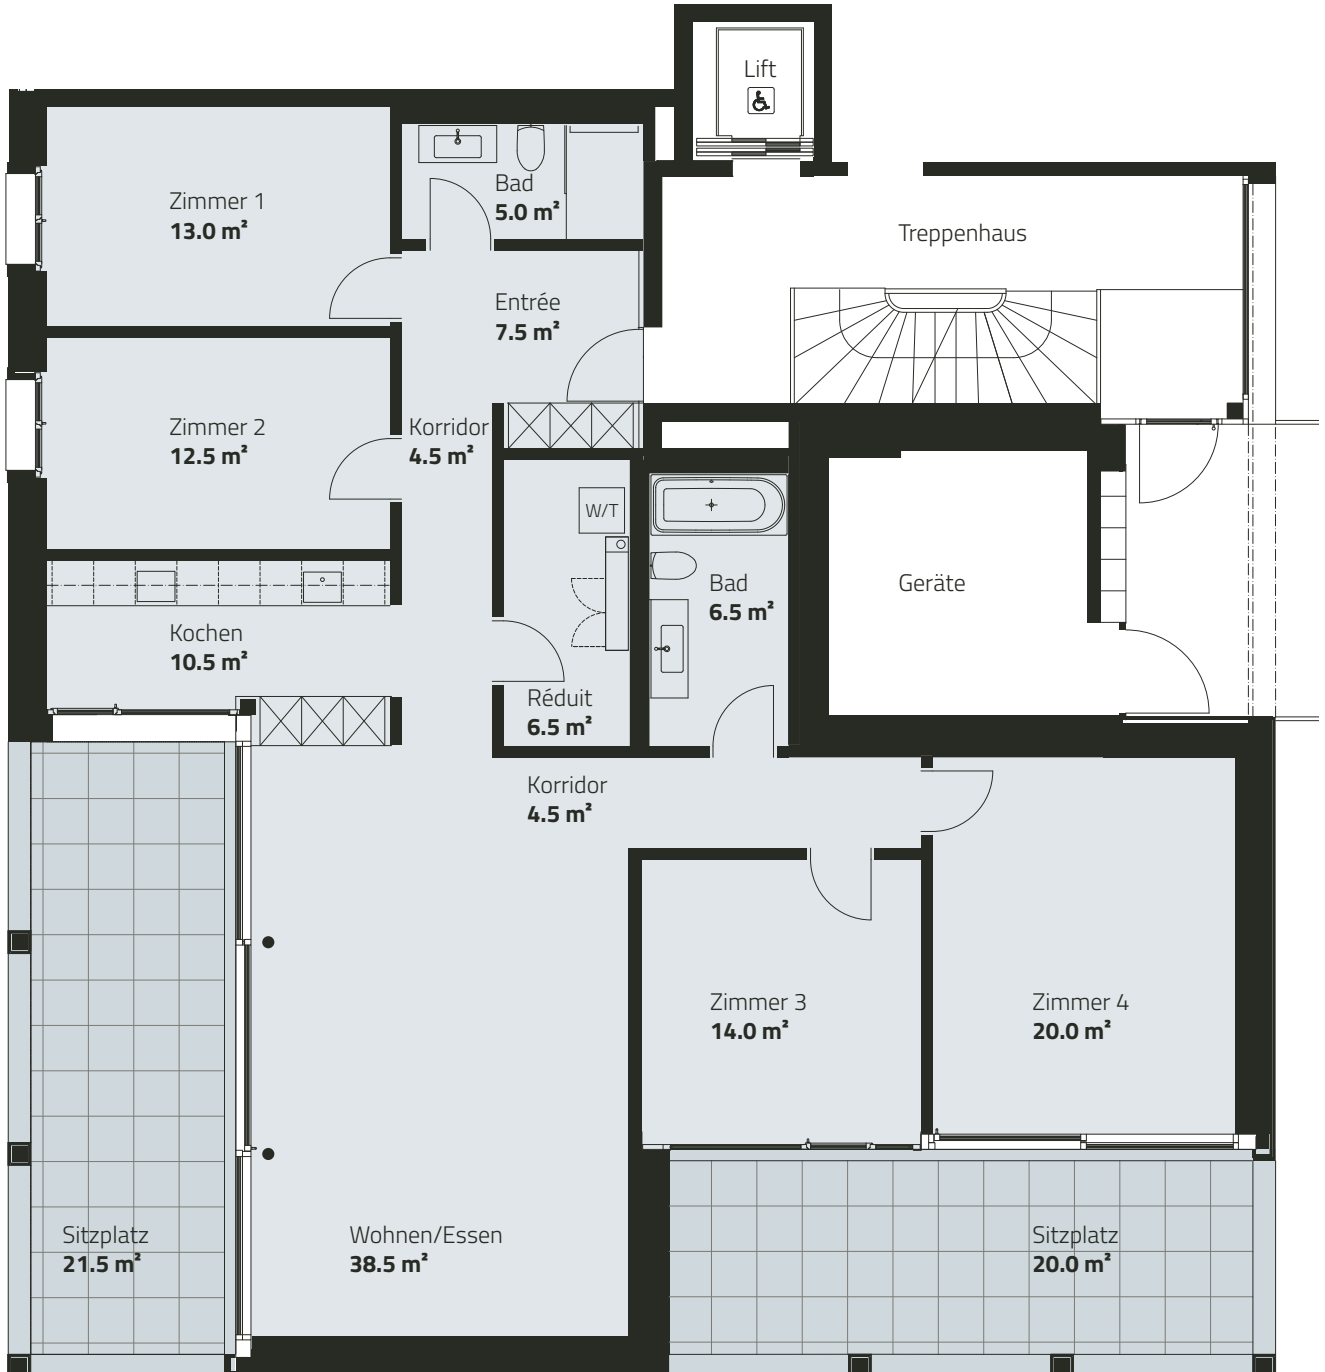 Lift
Zimmer 1
13.0 m²
Bad
5.0 m²
Treppenhaus
Entrée
7.5 m²
Zimmer 2
12.5 m²
Korridor
4.5 m²
W/T
Geräte
Bad
6.5 m²
Kochen
10.5 m²
Réduit
6.5 m²
Korridor
4.5 m²
Zimmer 3
14.0 m²
Zimmer 4
20.0 m²
Sitzplatz
21.5 m²
Wohnen/Essen
38.5 m²
Sitzplatz
20.0 m²